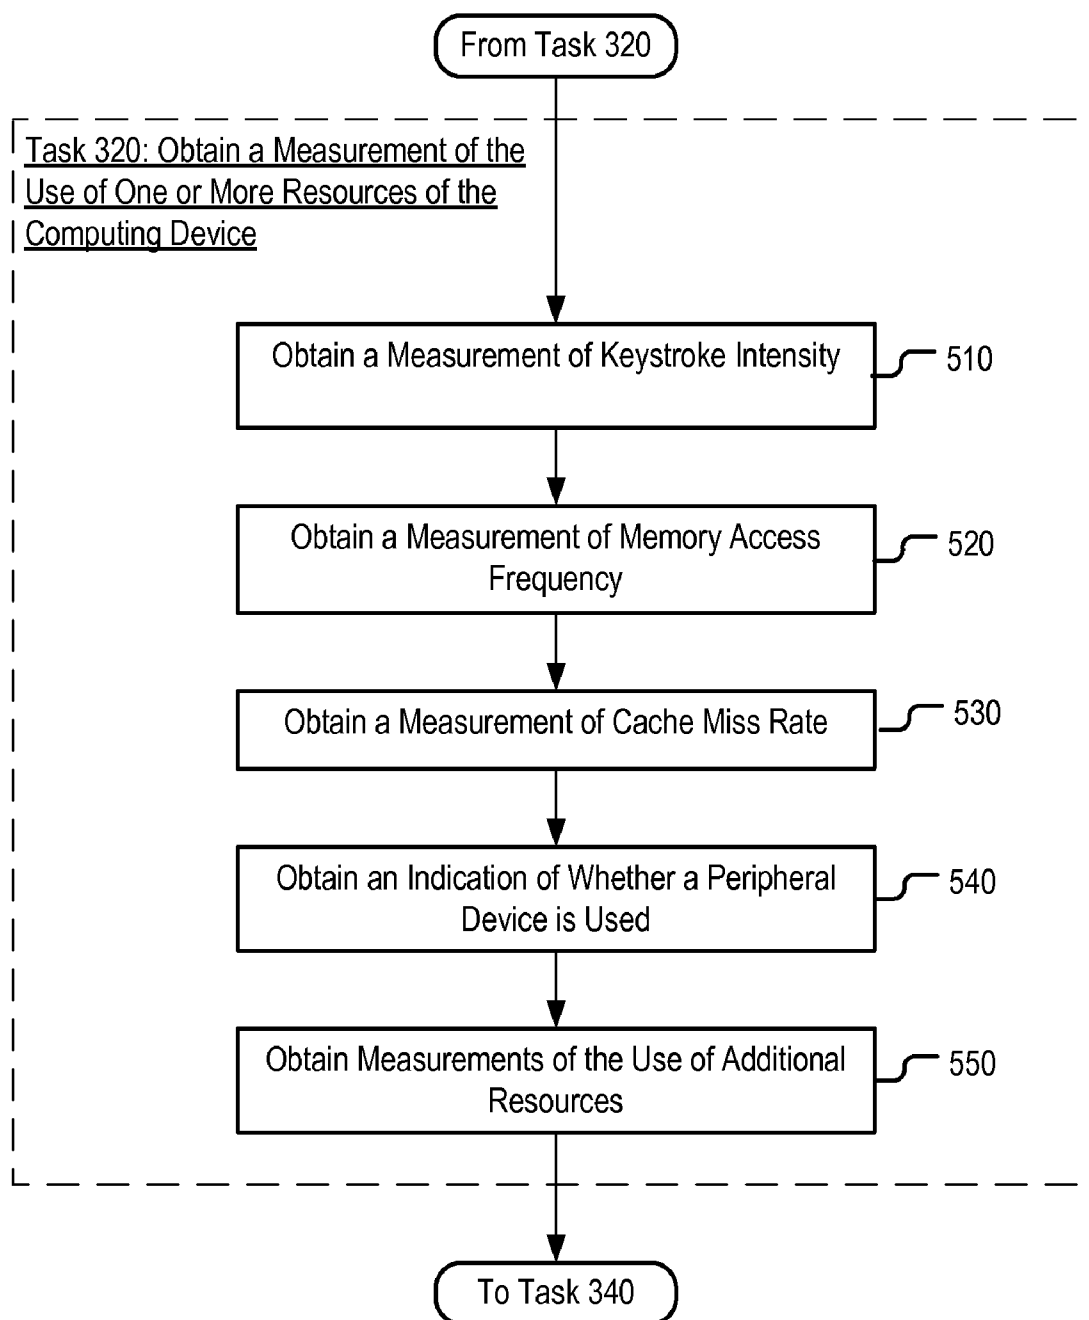 From Task 320
Task 320: Obtain a Measurement of the
Use of One or More Resources of the
Computing Device
Obtain a Measurement of Keystroke Intensity
510
Obtain a Measurement of Memory Access
Frequency
520
Obtain a Measurement of Cache Miss Rate
530
Obtain an Indication of Whether a Peripheral
Device is Used
540
Obtain Measurements of the Use of Additional
Resources
550
To Task 340